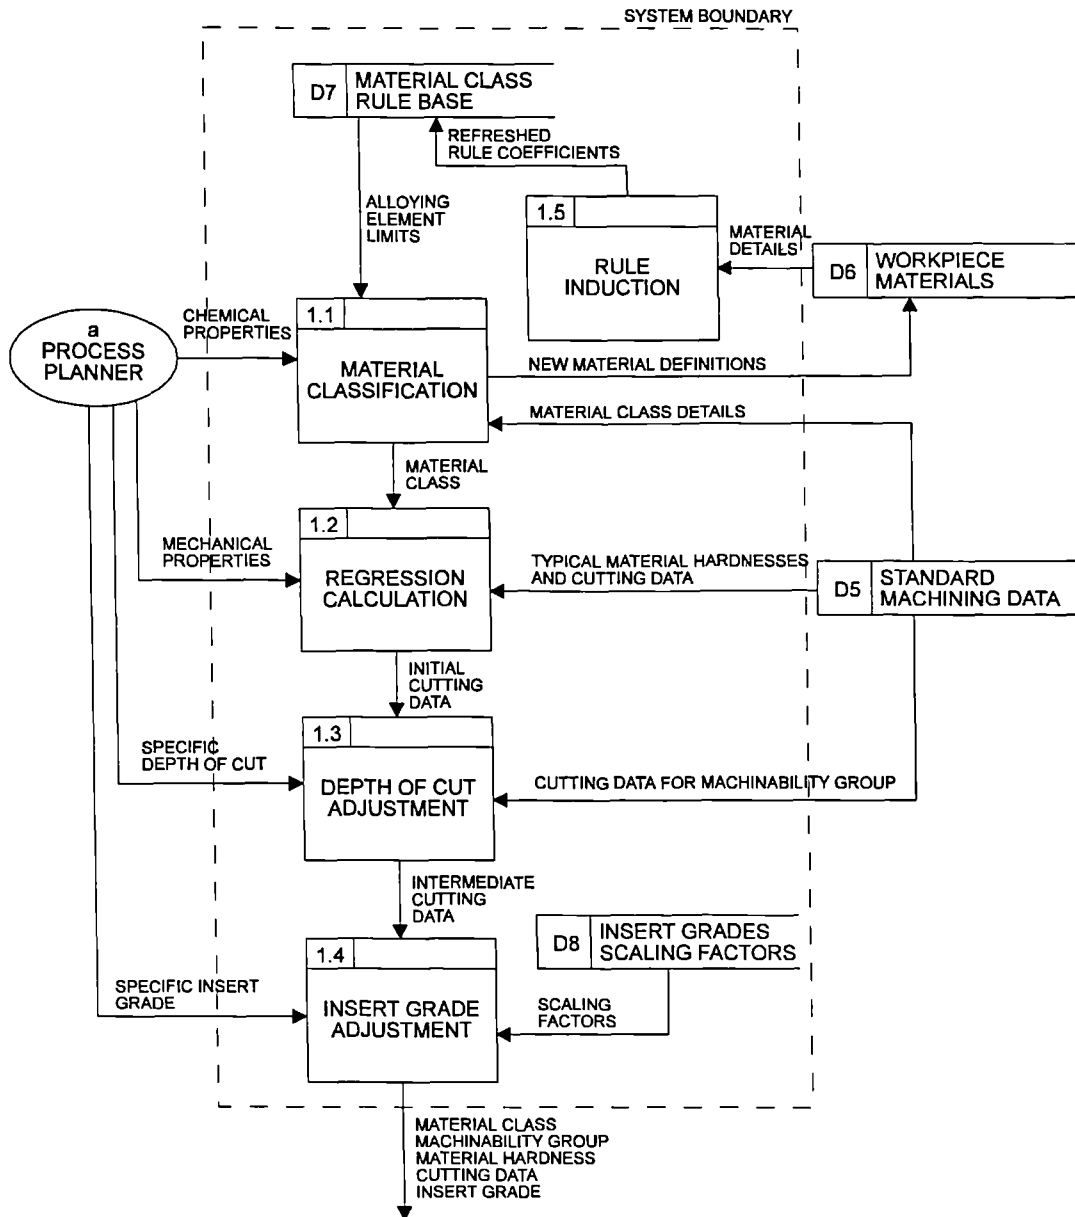 SYSTEM BOUNDARY
D7
MATERIAL CLASS
RULE BASE
REFRESHED
RULE COEFFICIENTS
ALLOYING
ELEMENT
LIMITS
1.5
RULE
INDUCTION
MATERIAL
DETAILS
D6
WORKPIECE
MATERIALS
a
PROCESS
PLANNER
CHEMICAL
PROPERTIES
1.1
MATERIAL
CLASSIFICATION
NEW MATERIAL DEFINITIONS
MATERIAL CLASS DETAILS
MATERIAL
CLASS
1.2
REGRESSION
CALCULATION
MECHANICAL
PROPERTIES
TYPICAL MATERIAL HARDNESSES
AND CUTTING DATA
D5
STANDARD
MACHINING DATA
INITIAL
CUTTING
DATA
1.3
DEPTH OF CUT
ADJUSTMENT
SPECIFIC
DEPTH OF CUT
CUTTING DATA FOR MACHINABILITY GROUP
INTERMEDIATE
CUTTING
DATA
D8
INSERT GRADES
SCALING FACTORS
1.4
INSERT GRADE
ADJUSTMENT
SPECIFIC INSERT
GRADE
SCALING
FACTORS
MATERIAL CLASS
MACHINABILITY GROUP
MATERIAL HARDNESS
CUTTING DATA
INSERT GRADE